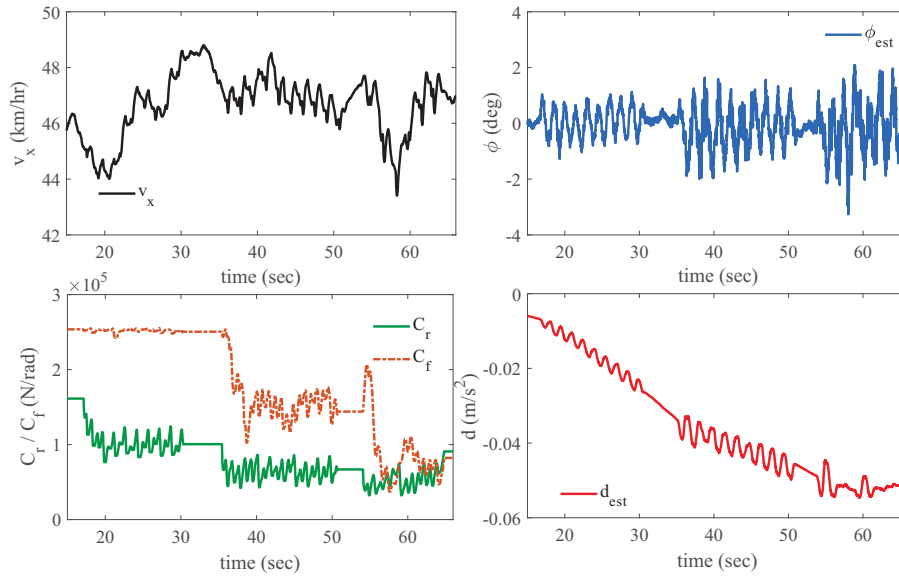 50
48
46
44
42
v_x (km/hr)
v_x
20 30 40 50 60
time (sec)
4
2
0
-2
-4
ϕ (deg)
ϕ_est
20 30 40 50 60
time (sec)
×10^5
3
2
1
0
C_r / C_f (N/rad)
C_r
C_f
20 30 40 50 60
time (sec)
0
-0.02
-0.04
-0.06
d (m/s^2)
d_est
20 30 40 50 60
time (sec)